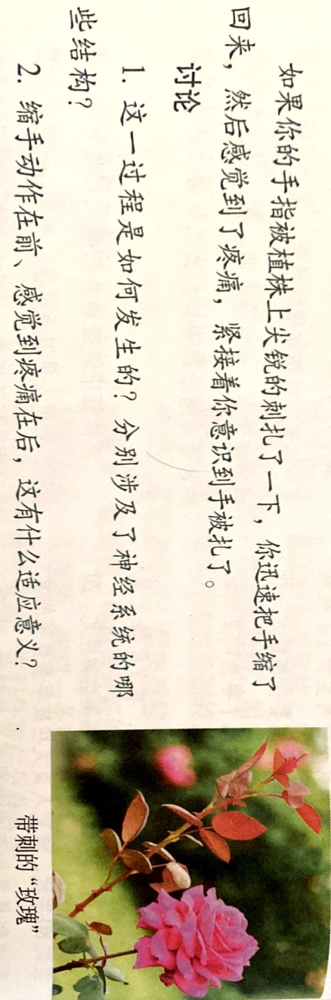 如果你的手指被植株上尖锐的刺扎了一下，你迅速把手缩了
回来，然后感觉到了疼痛，紧接着你意识到手被扎了。
讨论
1. 这一过程是如何发生的？分别涉及了神经系统的哪
些结构？
2. 缩手动作在前、感觉到疼痛在后，这有什么适应意义？
带刺的“玫瑰”